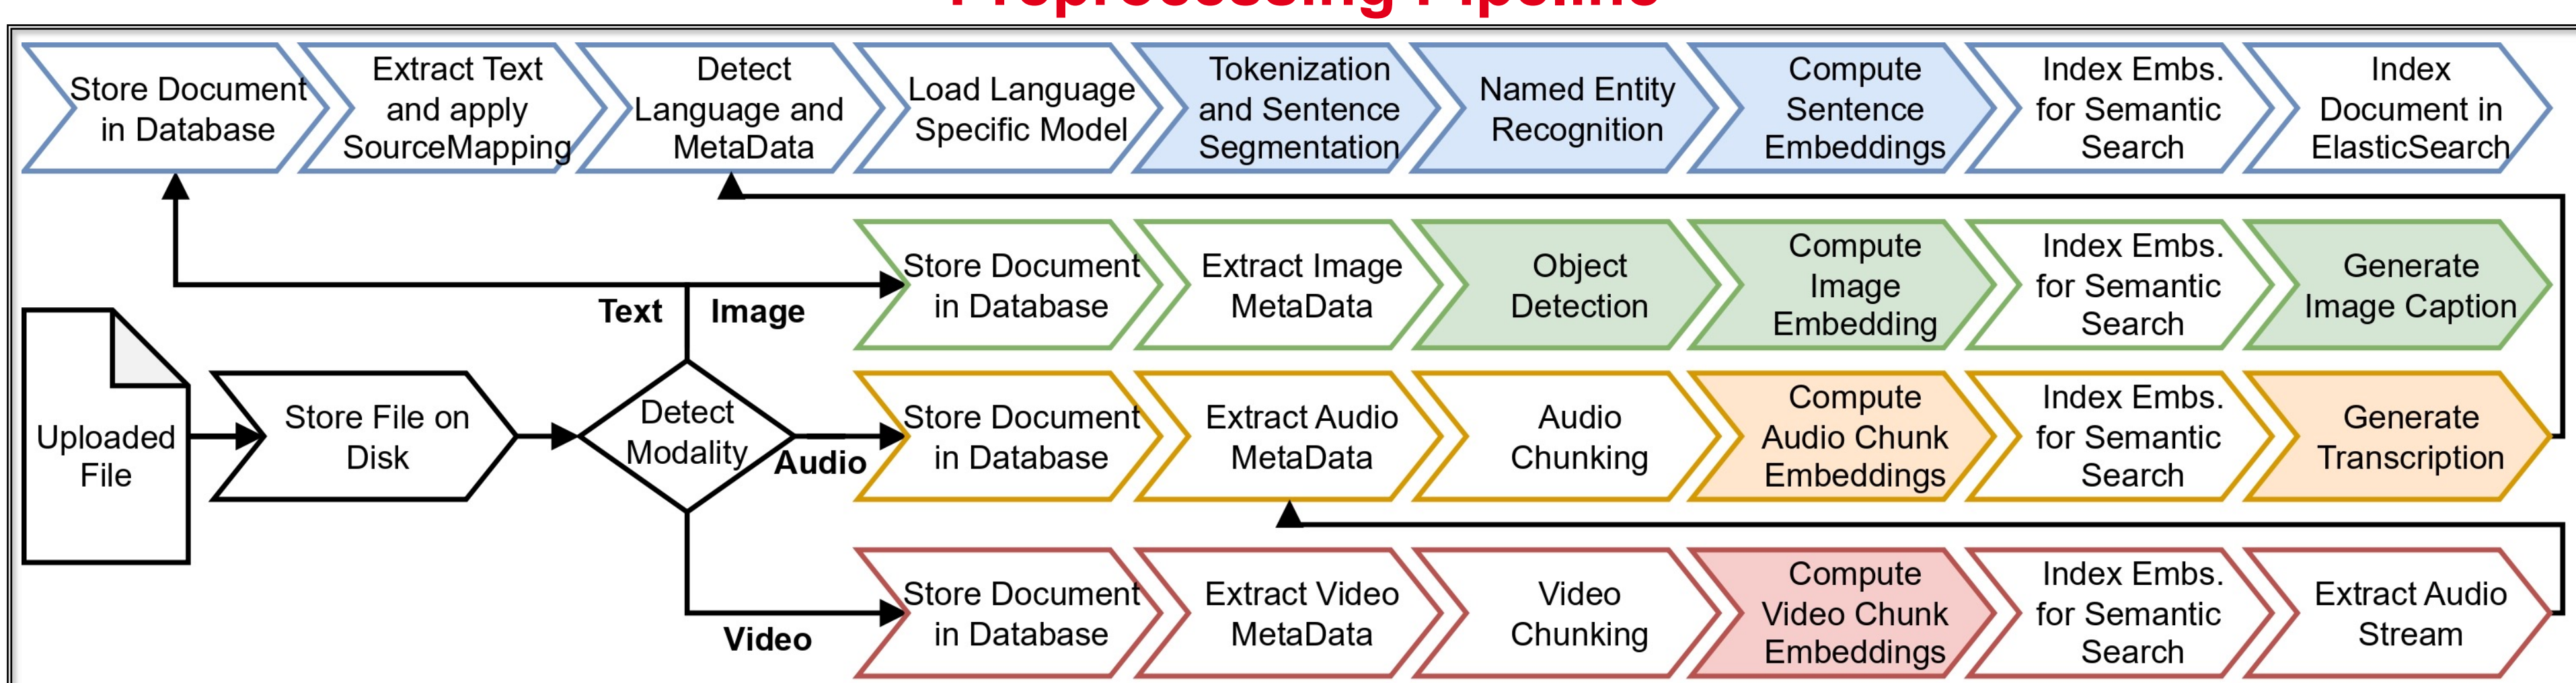 Preprocessing Pipeline
Store Document
in Database
Extract Text
and apply
SourceMapping
Detect
Language and
MetaData
Load Language
Specific Model
Tokenization
and Sentence
Segmentation
Named Entity
Recognition
Compute
Sentence
Embeddings
Index Embs.
for Semantic
Search
Index
Document in
ElasticSearch
Store Document
in Database
Extract Image
MetaData
Object
Detection
Compute
Image
Embedding
Index Embs.
for Semantic
Search
Generate
Image Caption
Text
Image
Uploaded
File
Store File on
Disk
Detect
Modality
Audio
Store Document
in Database
Extract Audio
MetaData
Audio
Chunking
Compute
Audio Chunk
Embeddings
Index Embs.
for Semantic
Search
Generate
Transcription
Video
Store Document
in Database
Extract Video
MetaData
Video
Chunking
Compute
Video Chunk
Embeddings
Index Embs.
for Semantic
Search
Extract Audio
Stream